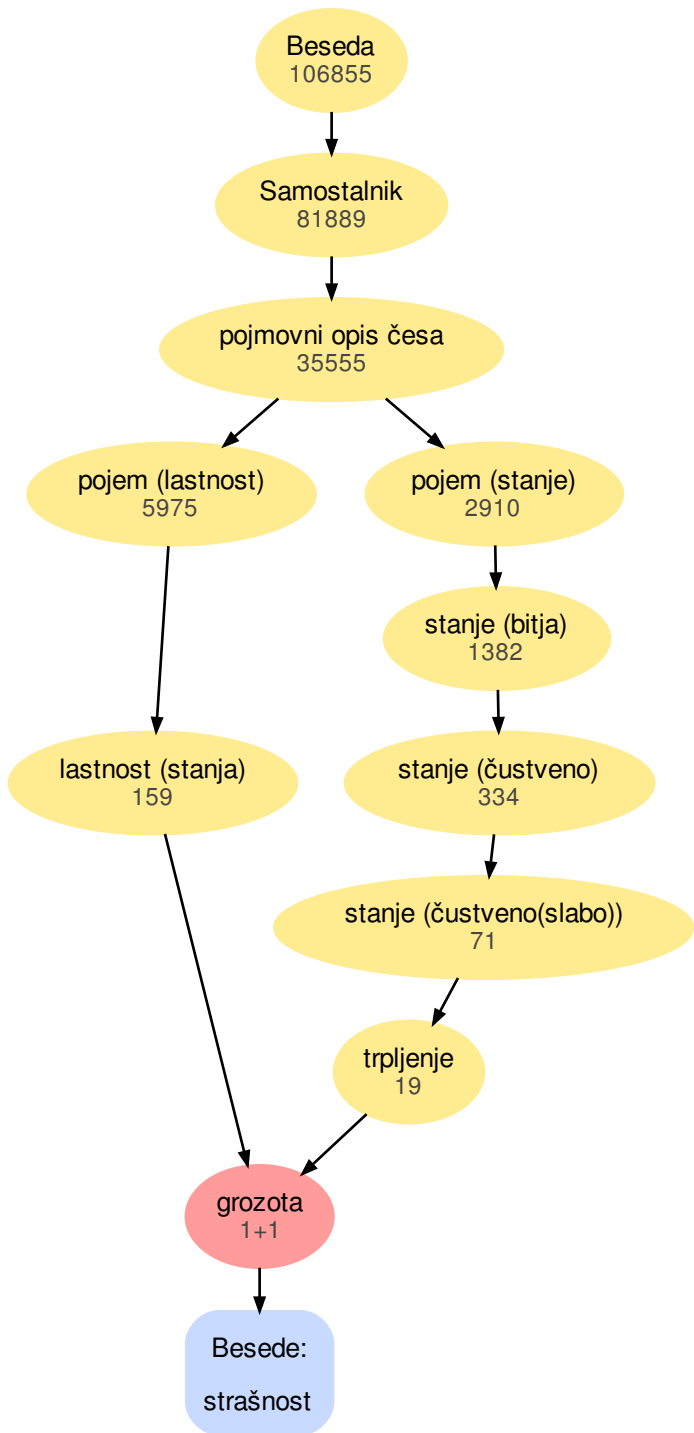 Beseda
106855
Samostalnik
81889
pojmovni opis česa
35555
pojem (lastnost)
5975
pojem (stanje)
2910
stanje (bitja)
1382
lastnost (stanja)
159
stanje (čustveno)
334
stanje (čustveno(slabo))
71
trpljenje
19
grozota
1+1
Besede:
strašnost